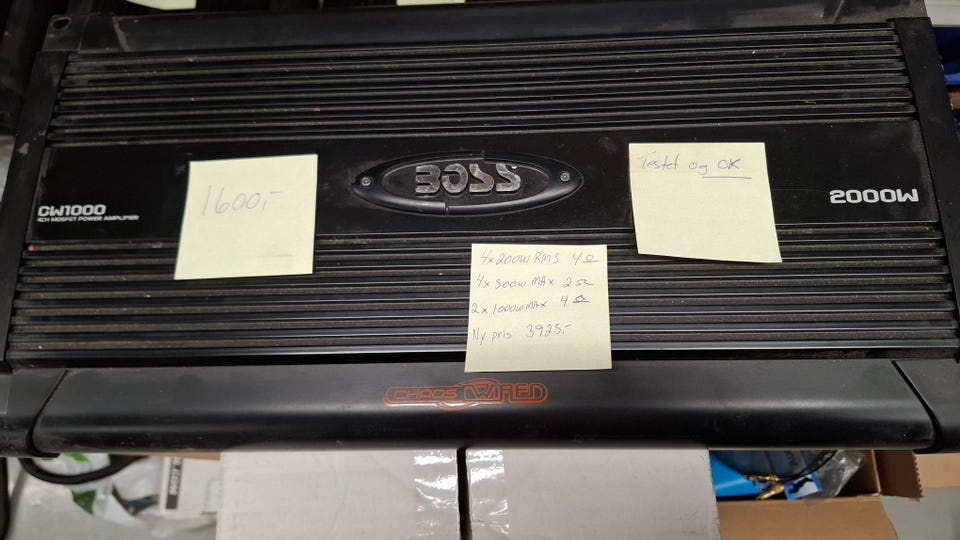 BOSS
Testet og OK
1600,-
CW1000
4CH MOSFET POWER AMPLIFIER
2000W
4x200W RMS 4Ω
4x500W MAX 2Ω
2x1000W MAX 4Ω
Ny pris 3925,-
CHAOS WIRED